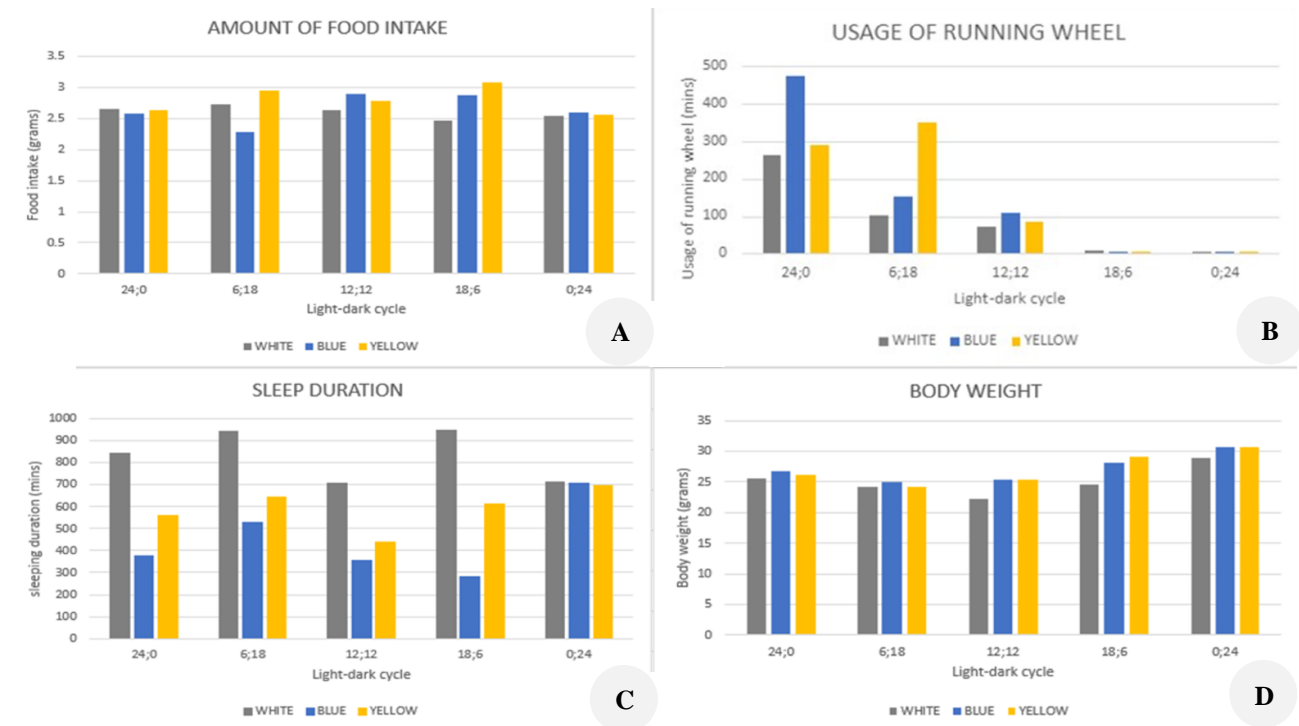 AMOUNT OF FOOD INTAKE
3.5
3
2.5
2
1.5
1
0.5
0
Food intake (grams)
24;0 6;18 12;12 18;6 0;24
Light-dark cycle
WHITE BLUE YELLOW
A
USAGE OF RUNNING WHEEL
500
400
300
200
100
0
Usage of running wheel (mins)
24;0 6;18 12;12 18;6 0;24
Light-dark cycle
WHITE BLUE YELLOW
B
SLEEP DURATION
1000
900
800
700
600
500
400
300
200
100
0
sleeping duration (mins)
24;0 6;18 12;12 18;6 0;24
Light-dark cycle
WHITE BLUE YELLOW
C
BODY WEIGHT
35
30
25
20
15
10
5
0
Body weight (grams)
24;0 6;18 12;12 18;6 0;24
Light-dark cycle
WHITE BLUE YELLOW
D